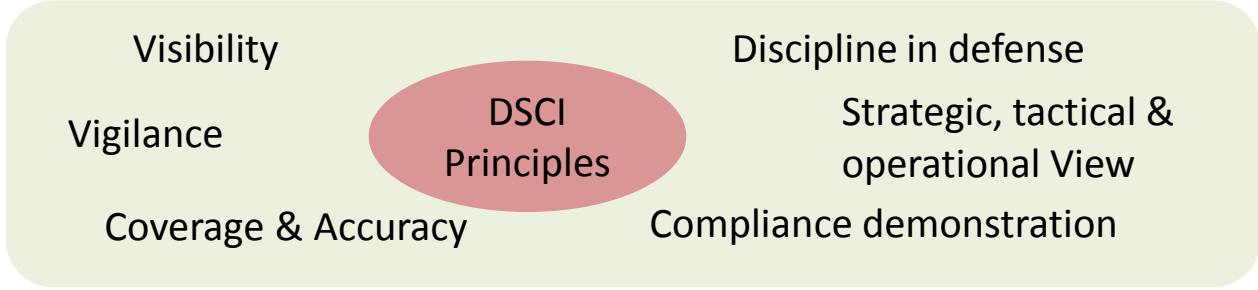 Visibility
Discipline in defense
DSCI
Principles
Vigilance
Strategic, tactical &
operational View
Coverage & Accuracy
Compliance demonstration